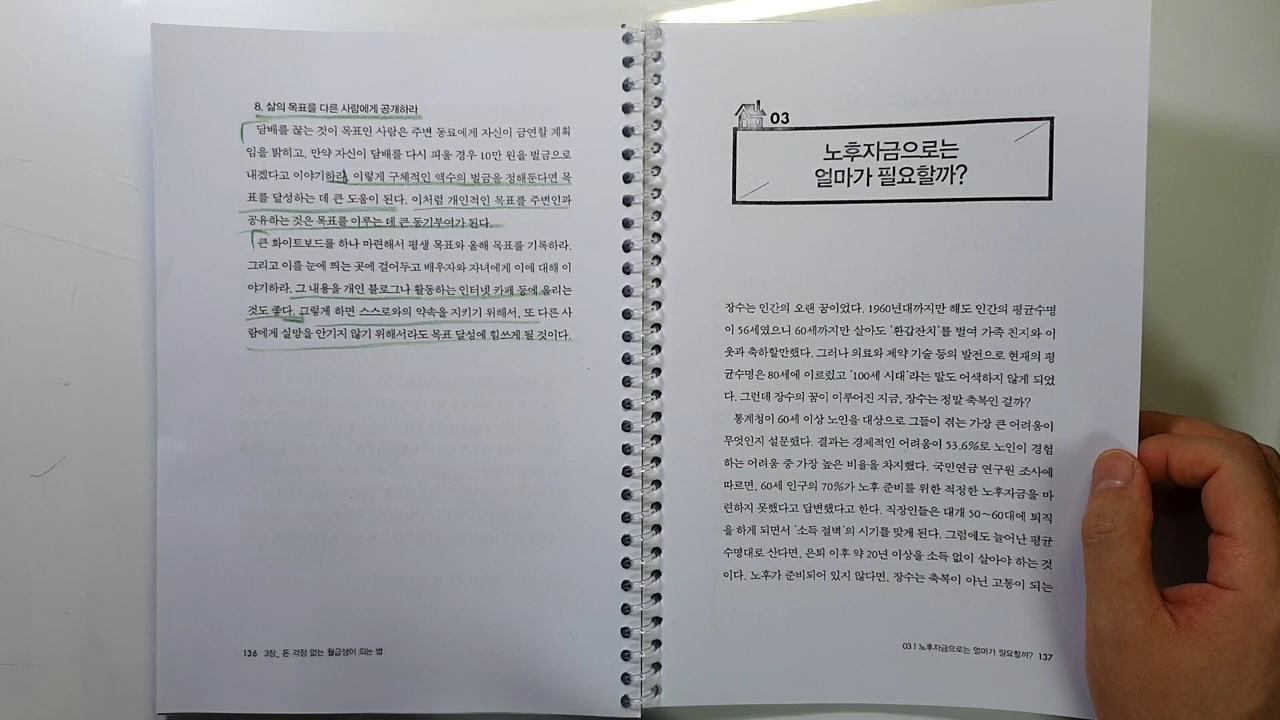 8. 삶의 목표를 다른 사람에게 공개하라
담배를 끊는 것이 목표인 사람은 주변 동료에게 자신이 금연할 계획
임을 밝히고, 만약 자신이 담배를 다시 피울 경우 10만 원을 벌금으로
내겠다고 이야기하라. 이렇게 구체적인 액수의 벌금을 정해둔다면 목
표를 달성하는 데 큰 도움이 된다. 이처럼 개인적인 목표를 주변인과
공유하는 것은 목표를 이루는 데 큰 동기부여가 된다.
큰 화이트보드를 하나 마련해서 평생 목표와 올해 목표를 기록하라.
그리고 이를 눈에 띄는 곳에 걸어두고 배우자와 자녀에게 이에 대해 이
야기하라. 그 내용을 개인 블로그나 활동하는 인터넷 카페 등에 올리는
것도 좋다. 그렇게 하면 스스로와의 약속을 지키기 위해서, 또 다른 사
람에게 실망을 안기지 않기 위해서라도 목표 달성에 힘쓰게 될 것이다.
136 3장_ 돈 걱정 없는 월급쟁이 되는 법
03
노후자금으로는
얼마가 필요할까?
장수는 인간의 오랜 꿈이었다. 1960년대까지만 해도 인간의 평균수명
이 56세였으니 60세까지만 살아도 '환갑잔치'를 벌여 가족 친지와 이
웃과 축하할만했다. 그러나 의료와 제약 기술 등의 발전으로 현재의 평
균수명은 80세에 이르렀고 '100세 시대'라는 말도 어색하지 않게 되었
다. 그런데 장수의 꿈이 이루어진 지금, 장수는 정말 축복인 걸까?
통계청이 60세 이상 노인을 대상으로 그들이 겪는 가장 큰 어려움이
무엇인지 설문했다. 결과는 경제적인 어려움이 53.6%로 노인이 경험
하는 어려움 중 가장 높은 비율을 차지했다. 국민연금 연구원 조사에
따르면, 60세 인구의 70%가 노후 준비를 위한 적정한 노후자금을 마
련하지 못했다고 답변했다고 한다. 직장인들은 대개 50~60대에 퇴직
을 하게 되면서 '소득 절벽'의 시기를 맞게 된다. 그럼에도 늘어난 평균
수명대로 산다면, 은퇴 이후 약 20년 이상을 소득 없이 살아야 하는 것
이다. 노후가 준비되어 있지 않다면, 장수는 축복이 아닌 고통이 되는
03 | 노후자금으로는 얼마가 필요할까? 137